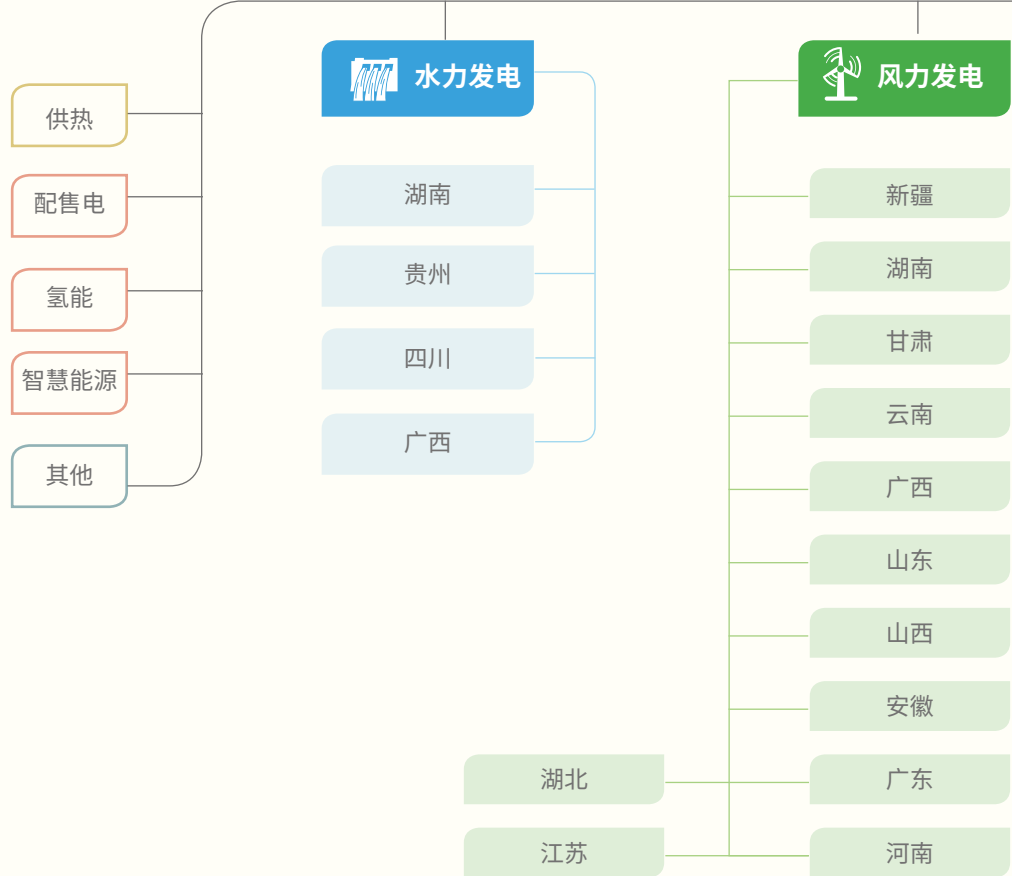 供热
配售电
氢能
智慧能源
其他
水力发电
湖南
贵州
四川
广西
风力发电
新疆
湖南
甘肃
云南
广西
山东
山西
安徽
湖北
广东
江苏
河南